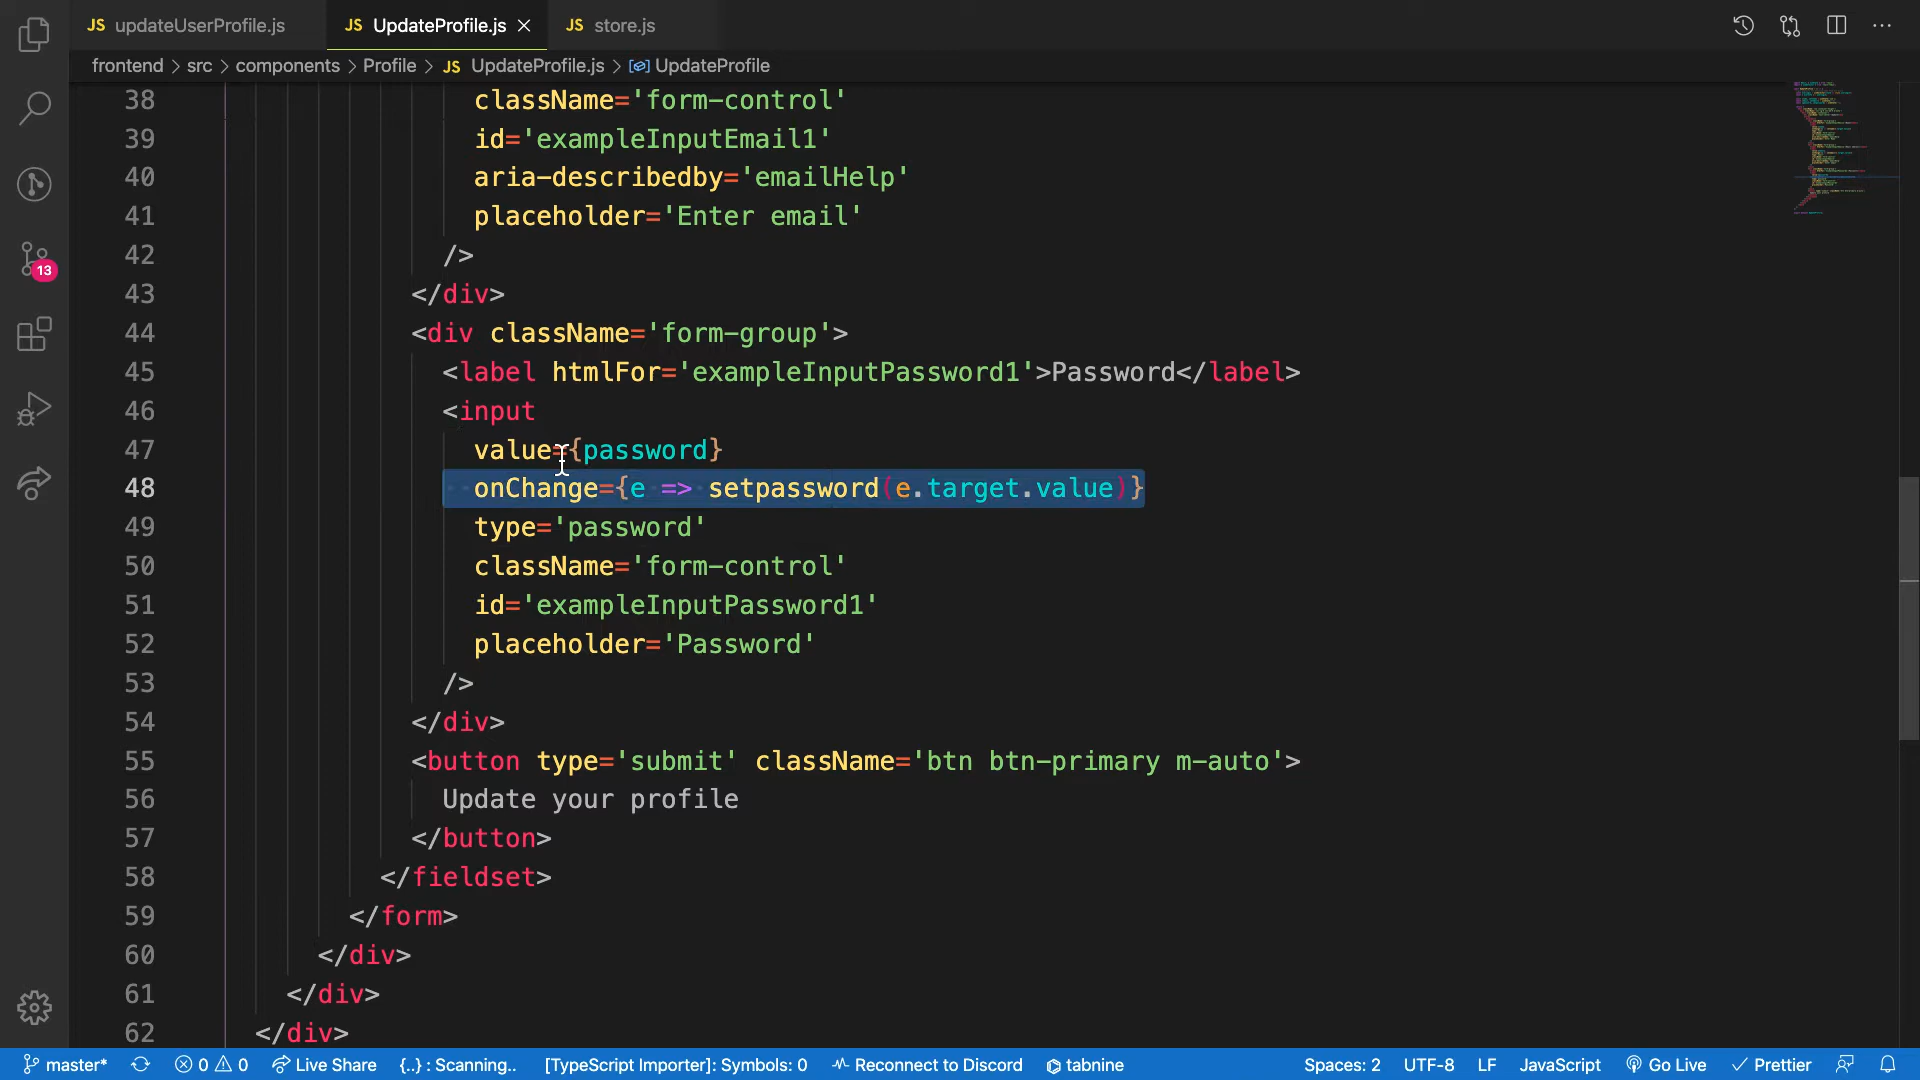 JS updateUserProfile.js
JS UpdateProfile.js
JS store.js
frontend > src > components > Profile > JS UpdateProfile.js > UpdateProfile
38 className='form-control'
39 id='exampleInputEmail1'
40 aria-describedby='emailHelp'
41 placeholder='Enter email'
42 />
43 </div>
44 <div className='form-group'>
45 <label htmlFor='exampleInputPassword1'>Password</label>
46 <input
47 value={password}
48 onChange={e => setpassword(e.target.value)}
49 type='password'
50 className='form-control'
51 id='exampleInputPassword1'
52 placeholder='Password'
53 />
54 </div>
55 <button type='submit' className='btn btn-primary m-auto'>
56 Update your profile
57 </button>
58 </fieldset>
59 </form>
60 </div>
61 </div>
62 </div>
13
master* 0 0 Live Share {..} : Scanning.. [TypeScript Importer]: Symbols: 0 Reconnect to Discord tabnine Spaces: 2 UTF-8 LF JavaScript Go Live Prettier